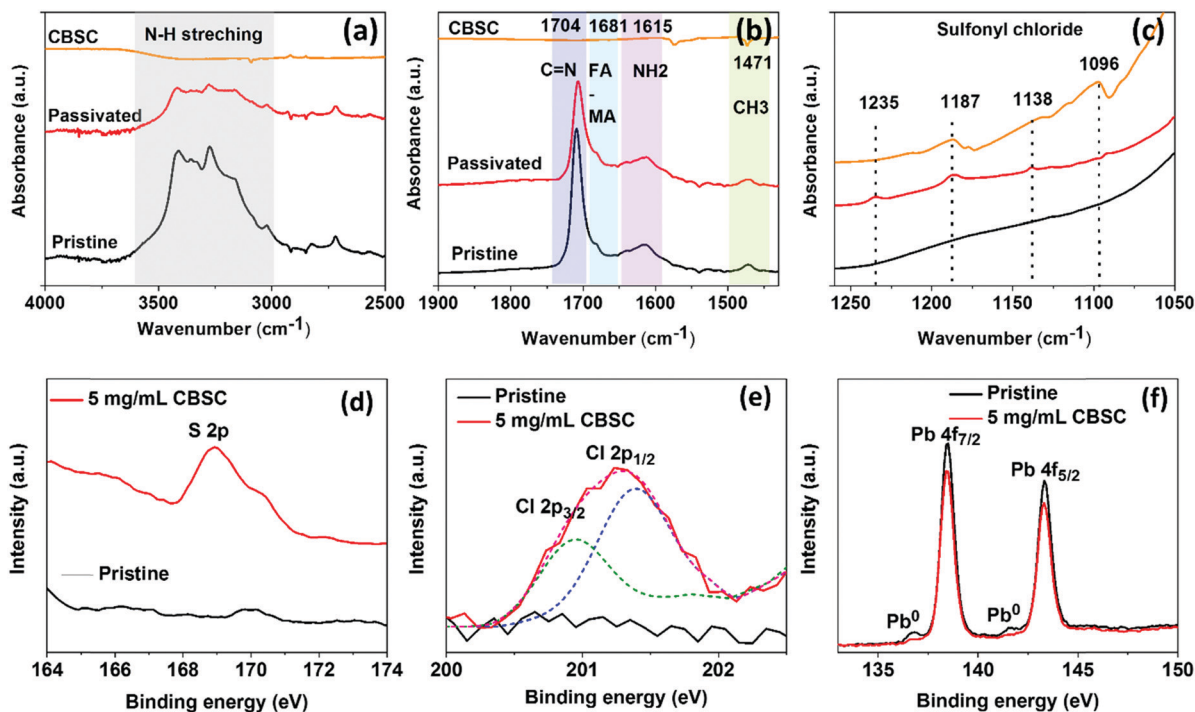 (a)
N-H streching
CBSC
Passivated
Pristine
Absorbance (a.u.)
4000 3500 3000 2500
Wavenumber (cm-1)
(b)
CBSC
1704 1681 1615
1471
C=N FA NH2
-
MA
CH3
Passivated
Pristine
Absorbance (a.u.)
1900 1800 1700 1600 1500
Wavenumber (cm-1)
(c)
Sulfonyl chloride
1235 1187 1138 1096
Absorbance (a.u.)
1250 1200 1150 1100 1050
Wavenumber (cm-1)
(d)
5 mg/mL CBSC
S 2p
Pristine
Intensity (a.u.)
164 166 168 170 172 174
Binding energy (eV)
(e)
Pristine
5 mg/mL CBSC
Cl 2p1/2
Cl 2p3/2
Intensity (a.u.)
200 201 202
Binding energy (eV)
(f)
Pristine
5 mg/mL CBSC
Pb 4f7/2
Pb 4f5/2
Pb0
Pb0
Intensity (a.u.)
135 140 145 150
Binding energy (eV)